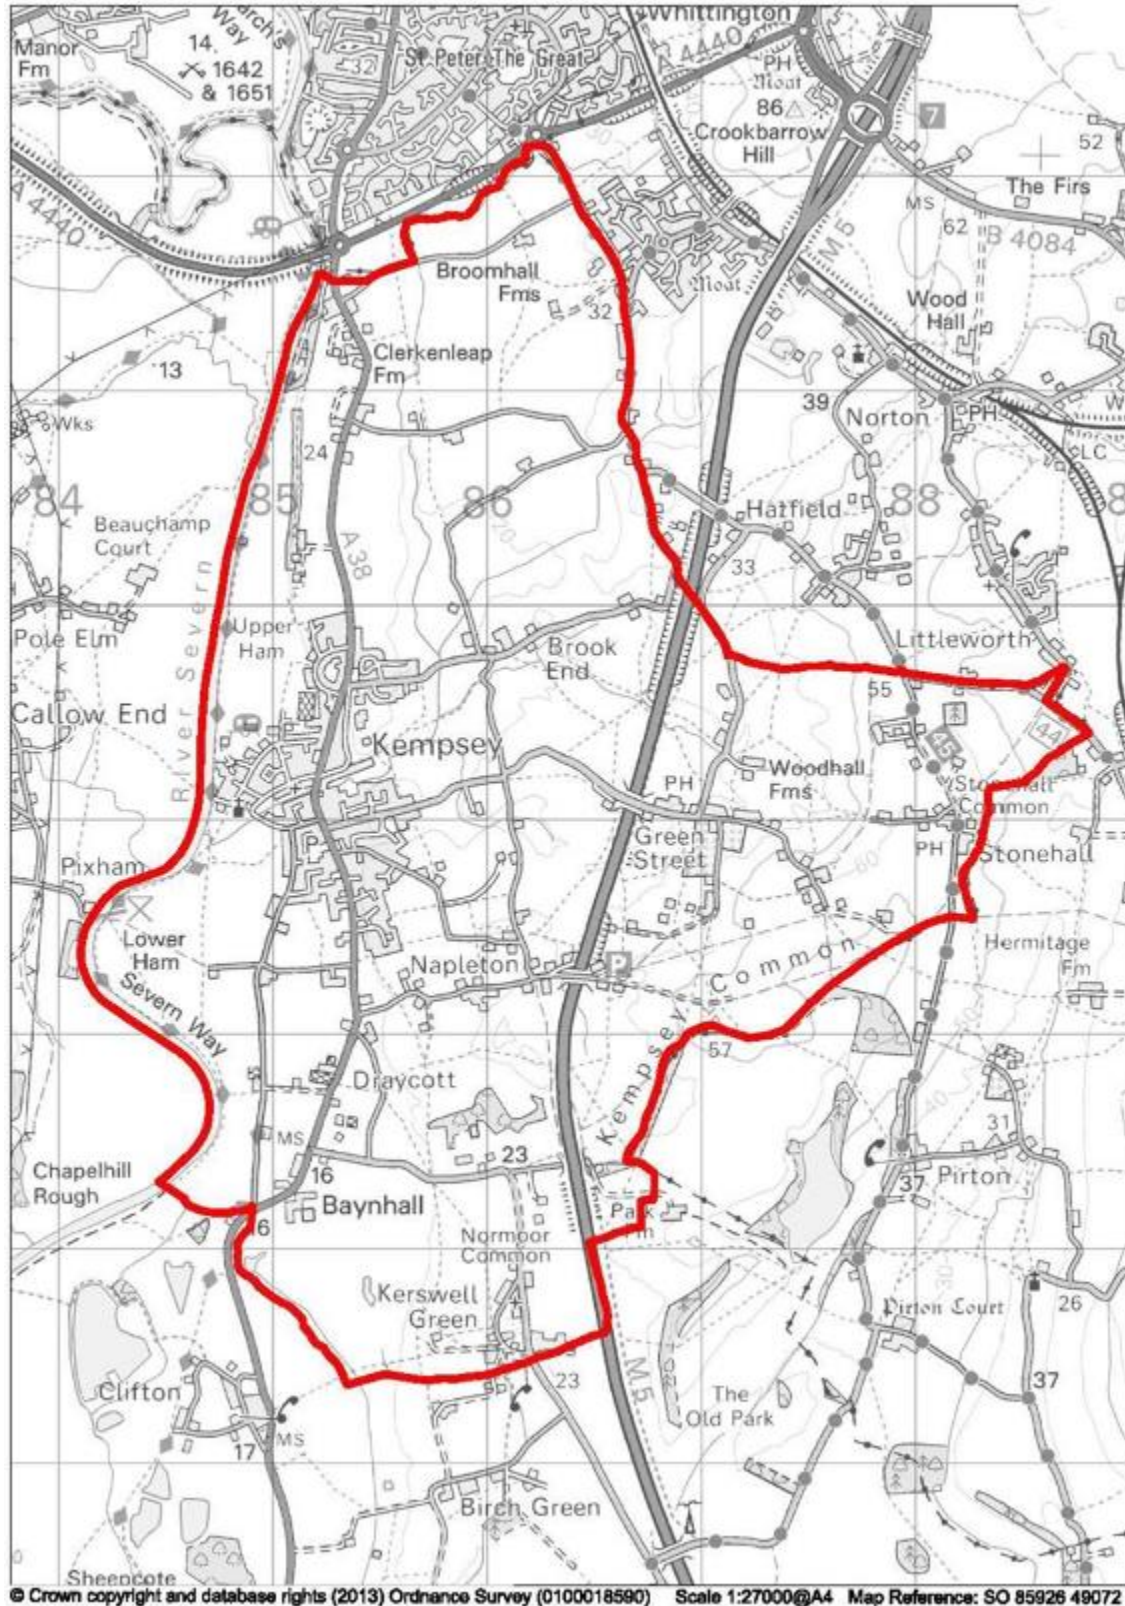 Whittington
arch's
Way
Manor
Fm
14
1642
& 1651
32
St Peter The Great
A 4440
PH
Moat
86
Crookbarrow
Hill
7
52
The Firs
MS
62
B 4084
A 4440
M 5
Broomhall
Fms
Moat
32
Wood
Hall
Clerkenleap
Fm
13
39
Norton
PH
Wks
24
LC
84
85
86
88
8
Beauchamp
Court
Hatfield
A38
33
River Severn
Pole Elm
Upper
Ham
Brook
End
Littleworth
55
Callow End
Kempsey
44
45
Woodhall
Fms
Stonehall
Common
PH
Green
Street
PH
Stonehall
Pixham
Lower
Ham
Napleton
P
Hermitage
Fm
Severn Way
Kempsey Common
57
Draycott
MS
16
23
31
Chapelhill
Rough
Baynhall
37
Pirton
16
Park
Fm
Normoor
Common
Kerswell
Green
Pirton Court
26
M5
23
Clifton
The
Old Park
37
17
MS
Birch Green
Sheepcote
© Crown copyright and database rights (2013) Ordnance Survey (0100018590) Scale 1:27000@A4 Map Reference: SO 85926 49072